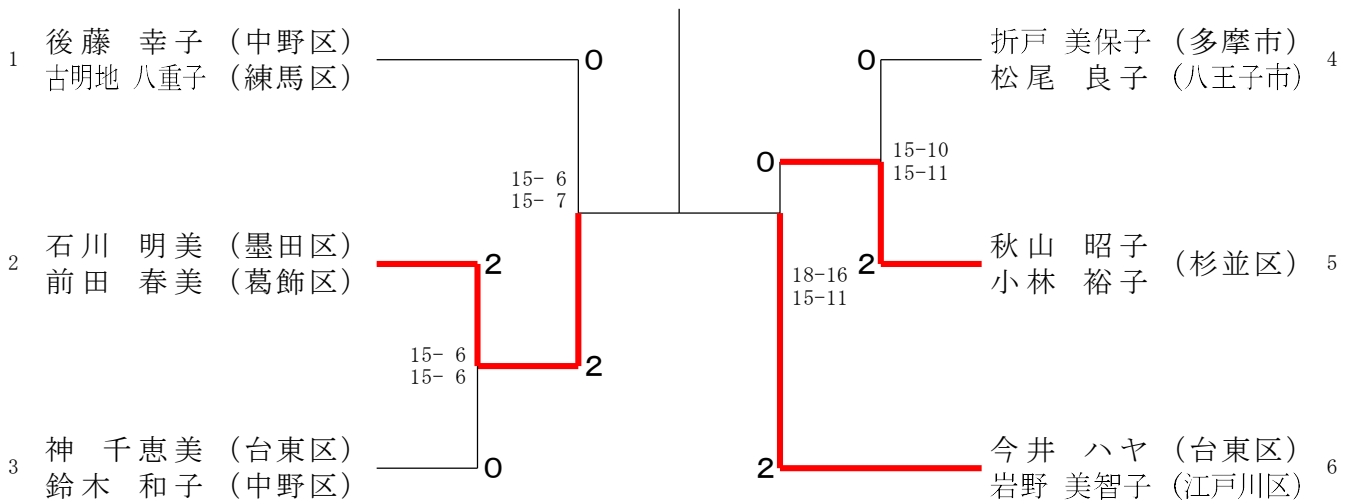 1 後藤 幸子 (中野区)
古明地 八重子 (練馬区)
0
15- 6
15- 7
2 石川 明美 (墨田区)
前田 春美 (葛飾区)
2
15- 6
15- 6
2
3 神 千恵美 (台東区)
鈴木 和子 (中野区)
0
折戸 美保子 (多摩市) 4
松尾 良子 (八王子市)
0
15-10
15-11
0
秋山 昭子
小林 裕子
(杉並区) 5
2
18-16
15-11
今井 ハヤ (台東区) 6
岩野 美智子 (江戸川区)
2